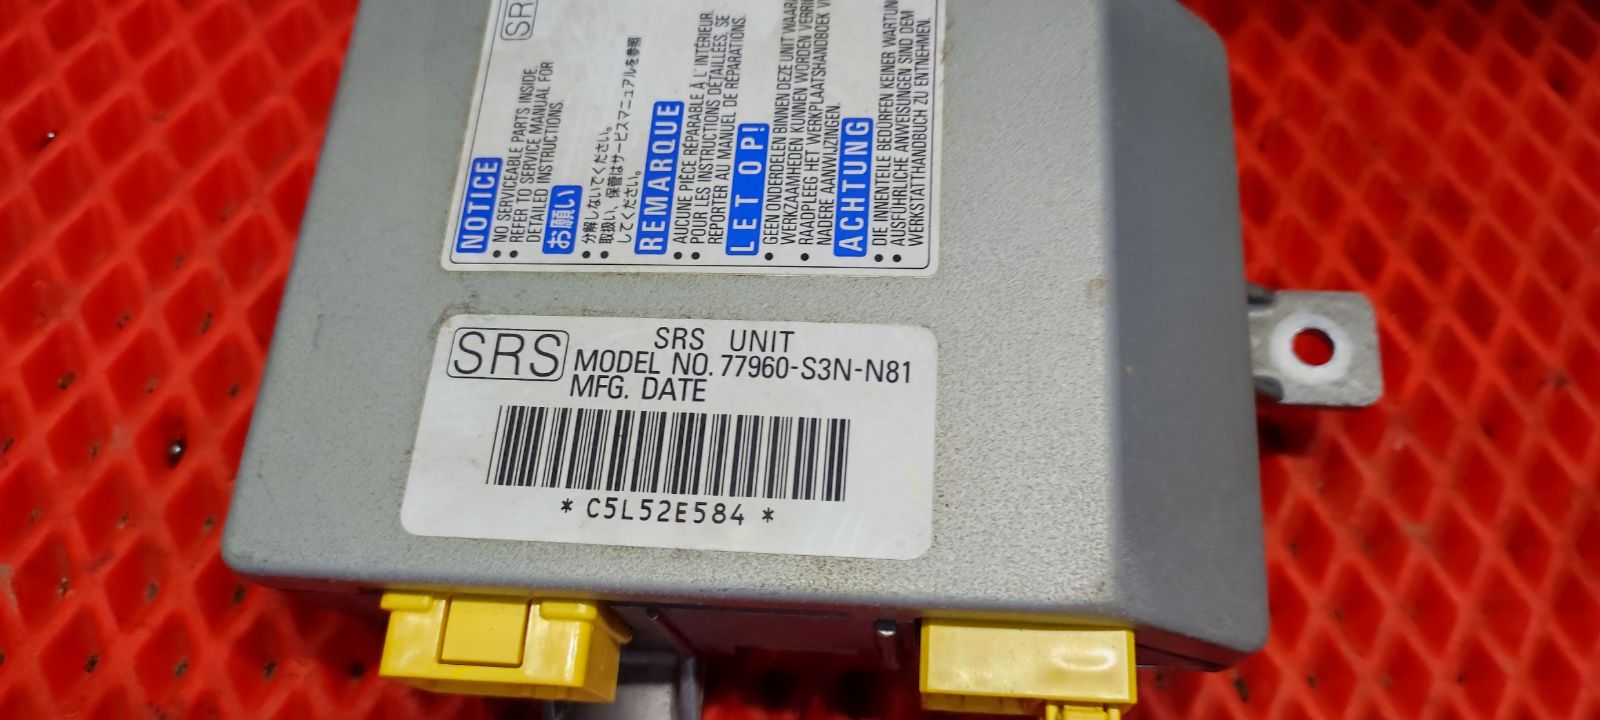 SRS
NOTICE
• NO SERVICEABLE PARTS INSIDE.
• REFER TO SERVICE MANUAL FOR
DETAILED INSTRUCTIONS.
お願い
• 分解しないでください。
• 取扱い、保管はサービスマニュアルを参照
してください。
REMARQUE
• AUCUNE PIÈCE RÉPARABLE À L'INTÉRIEUR.
• POUR LES INSTRUCTIONS DÉTAILLÉES, SE
REPORTER AU MANUEL DE RÉPARATIONS.
LET OP!
• GEEN ONDERDELEN BINNEN DEZE UNIT
WERKZAAMHEDEN KUNNEN WORDEN
• RAADPLEEG HET WERKPLAATSHANDBOEK
NADERE AANWIJZINGEN.
ACHTUNG
• DIE INNENTEILE BEDÜRFEN KEINER
• AUSFÜHRLICHE ANWEISUNGEN SIND DEM
WERKSTATTHANDBUCH ZU ENTNEHMEN.
SRS
SRS UNIT
MODEL NO. 77960-S3N-N81
MFG. DATE
* C5L52E584 *